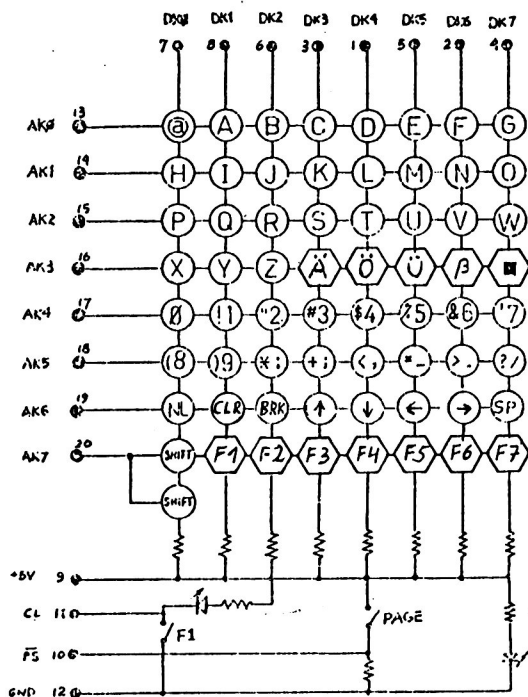 DK0 DK1 DK2 DK3 DK4 DK5 DK6 DK7
7 8 6 3 1 5 2 4
AK0 13 @ A B C D E F G
AK1 14 H I J K L M N O
AK2 15 P Q R S T U V W
AK3 16 X Y Z Ä Ö Ü β
AK4 17 Ø !1 "2 #3 $4 %5 &6 '7
AK5 18 (8 )9 *: +; <, =- >. ?/
AK6 19 NL CLR BRK ↑ ↓ ← → SP
AK7 20 SHIFT F1 F2 F3 F4 F5 F6 F7
SHIFT
+5V 9
CL 11
F1 PAGE
PS 10
GND 12